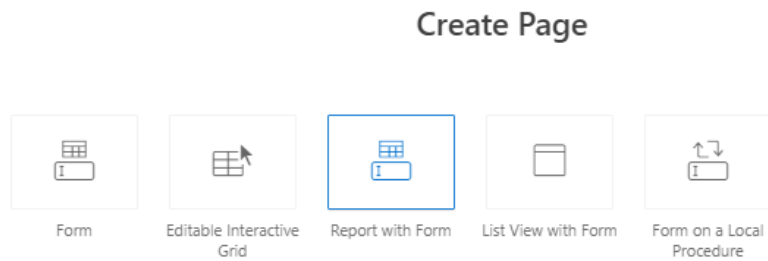 Create Page
Form
Editable Interactive
Grid
Report with Form
List View with Form
Form on a Local
Procedure